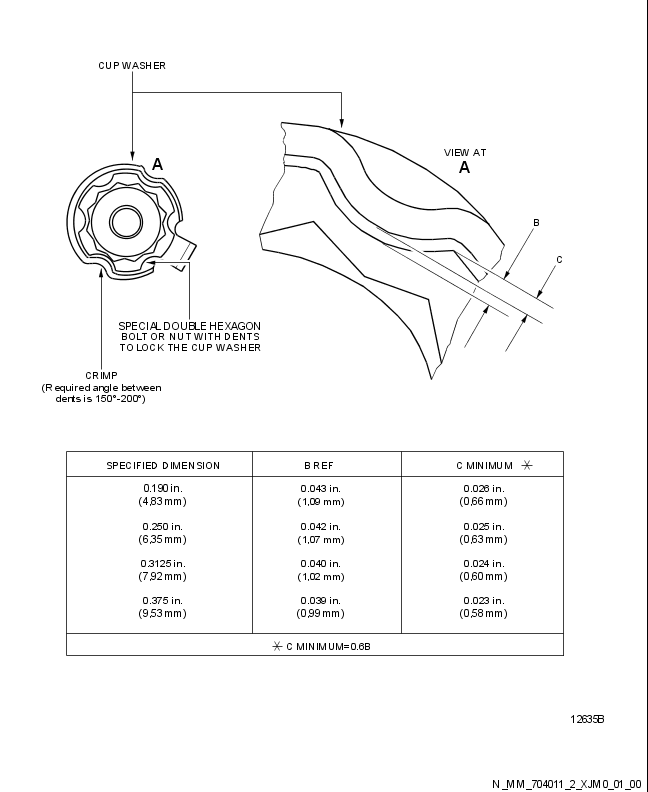 CUP WASHER
A
VIEW AT
A
B
C
SPECIAL DOUBLE HEXAGON
BOLT OR NUT WITH DENTS
TO LOCK THE CUP WASHER
CRIMP
(Required angle between
dents is 150°-200°)
SPECIFIED DIMENSION B REF C MINIMUM ✳
0.190 in. 0.043 in. 0.026 in.
(4,83 mm) (1,09 mm) (0,66 mm)
0.250 in. 0.042 in. 0.025 in.
(6,35 mm) (1,07 mm) (0,63 mm)
0.3125 in. 0.040 in. 0.024 in.
(7,92 mm) (1,02 mm) (0,60 mm)
0.375 in. 0.039 in. 0.023 in.
(9,53 mm) (0,99 mm) (0,58 mm)
✳ C MINIMUM=0.6B
12635B
N_MM_704011_2_XJM0_01_00